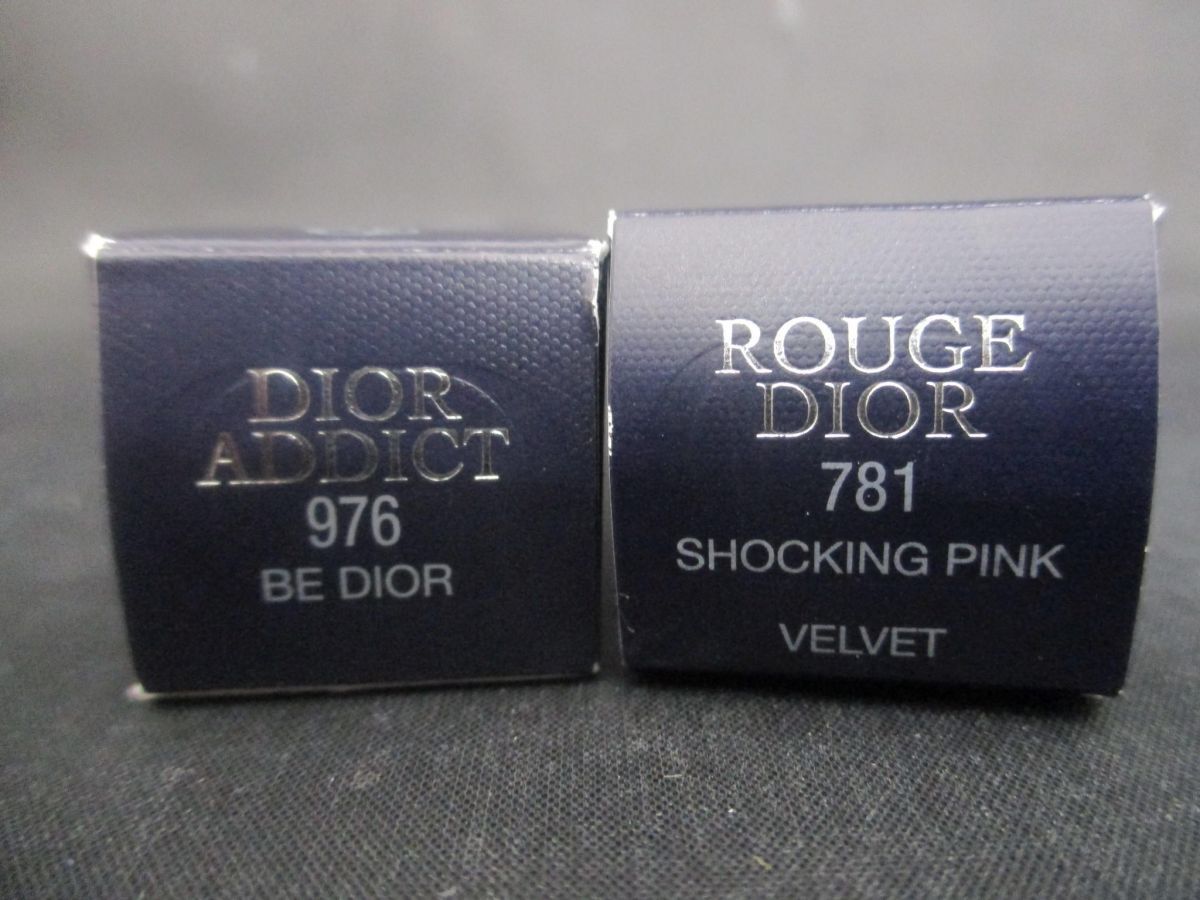 DIOR
ADDICT
976
BE DIOR
ROUGE
DIOR
781
SHOCKING PINK
VELVET